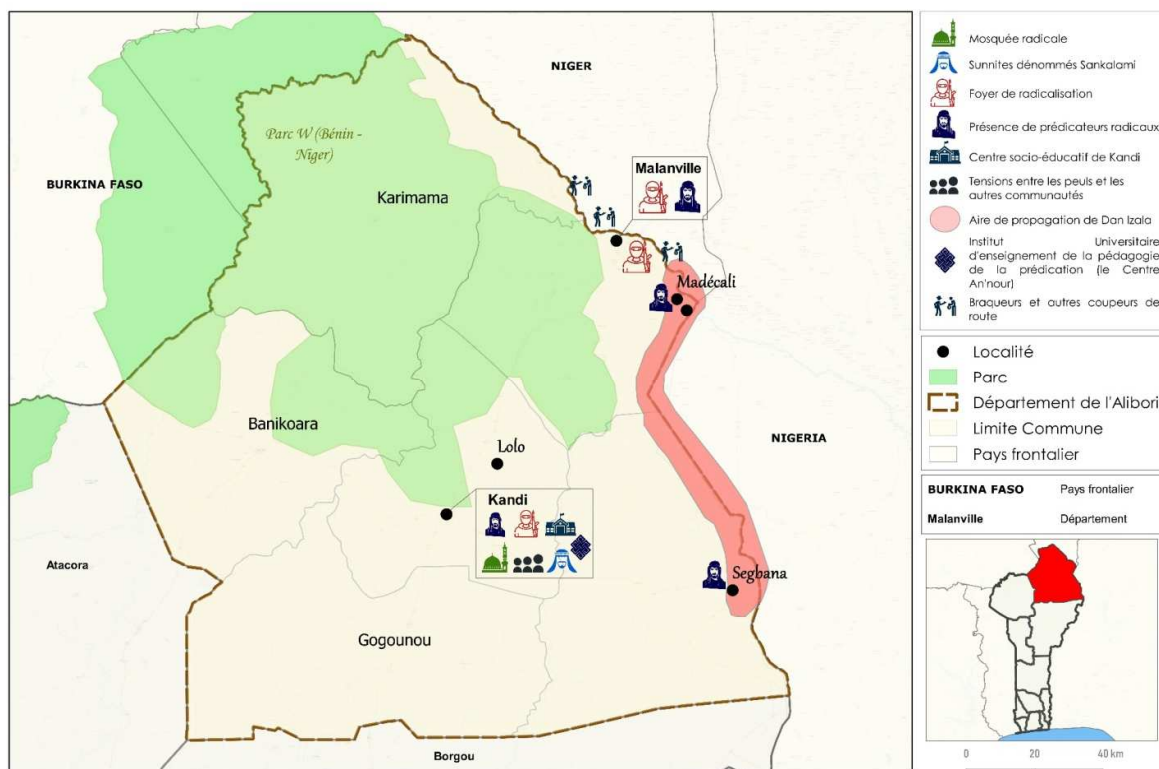 NIGER
Parc W (Bénin -
Niger)
BURKINA FASO
Karimama
Malanville
Madécali
Banikoara
Lolo
NIGERIA
Kandi
Atacora
Segbana
Gogounou
Borgou
Mosquée radicale
Sunnites dénommés Sankalami
Foyer de radicalisation
Présence de prédicateurs radicaux
Centre socio-éducatif de Kandi
Tensions entre les peuls et les
autres communautés
Aire de propagation de Dan Izala
Institut Universitaire
d'enseignement de la pédagogie
de la prédication (le Centre
An'nour)
Braqueurs et autres coupeurs de
route
Localité
Parc
Département de l'Alibori
Limite Commune
Pays frontalier
BURKINA FASO Pays frontalier
Malanville Département
0 20 40 km